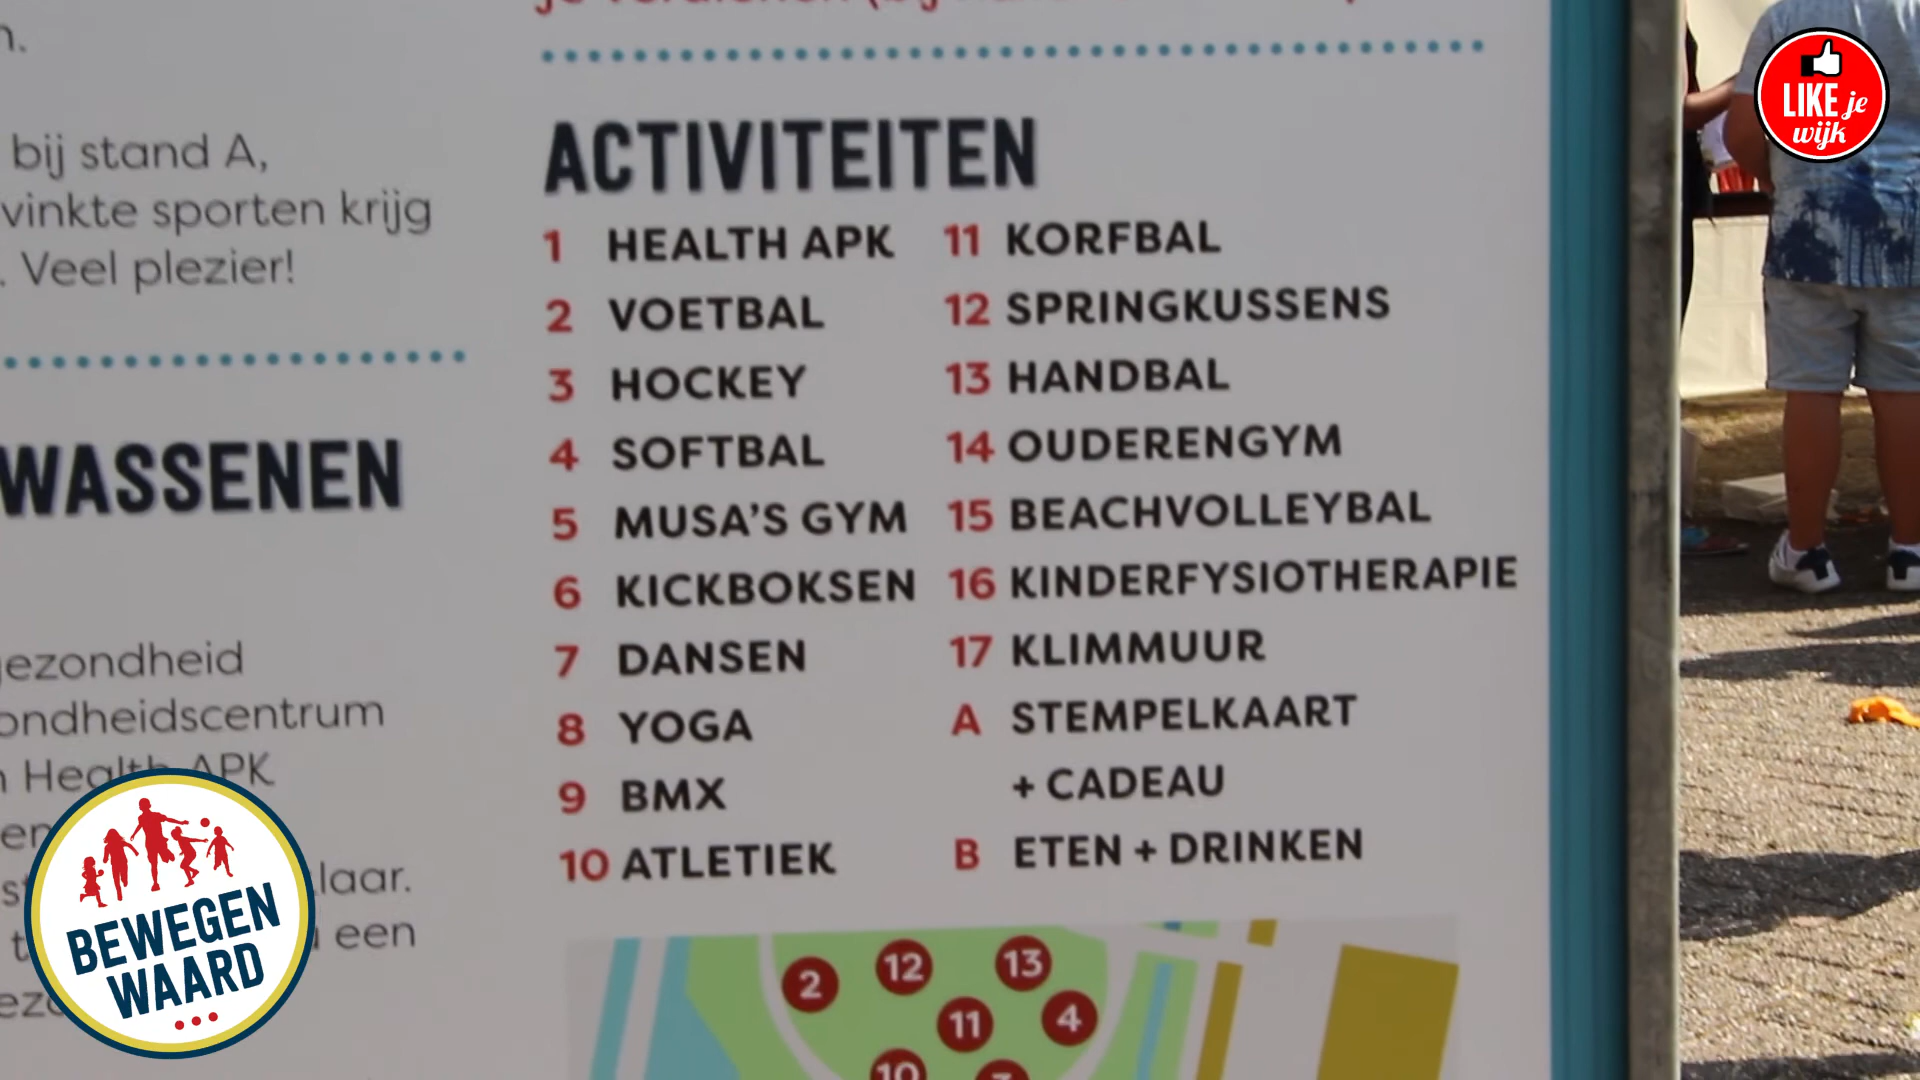 n.
bij stand A,
vinkte sporten krijg
. Veel plezier!
WASSENEN
gezondheid
ondheidscentrum
n Health APK
en
laar.
een
ACTIVITEITEN
1 HEALTH APK
2 VOETBAL
3 HOCKEY
4 SOFTBAL
5 MUSA'S GYM
6 KICKBOKSEN
7 DANSEN
8 YOGA
9 BMX
10 ATLETIEK
11 KORFBAL
12 SPRINGKUSSENS
13 HANDBAL
14 OUDERENGYM
15 BEACHVOLLEYBAL
16 KINDERFYSIOTHERAPIE
17 KLIMMUUR
A STEMPELKAART
+ CADEAU
B ETEN + DRINKEN
2
12
13
11
4
10
LIKE je
wijk
BEWEGEN
WAARD
...